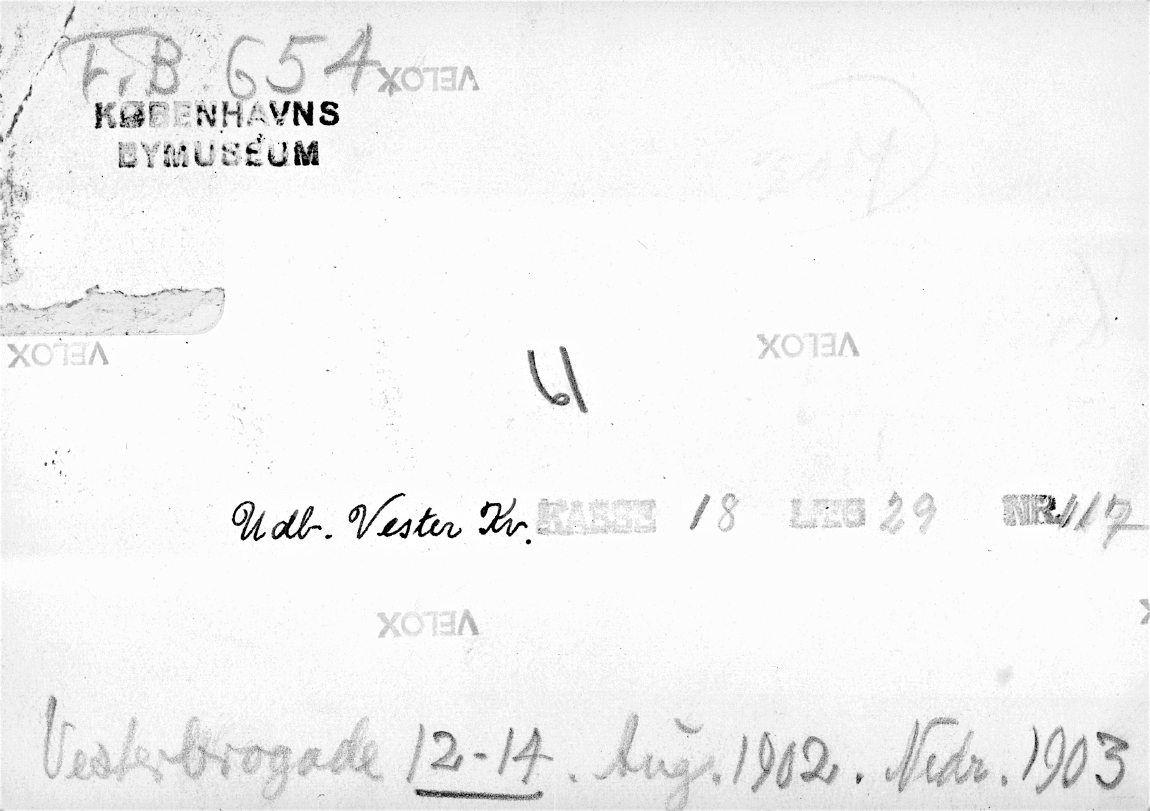 F.B. 654
VELOX
KØBENHAVNS
BYMUSEUM
VELOX
VELOX
61
Udb. Vester Kv. KASSE 18 LÆG 29 NR. 117
VELOX
Vesterbrogade 12-14. Aug. 1902. Nedr. 1903